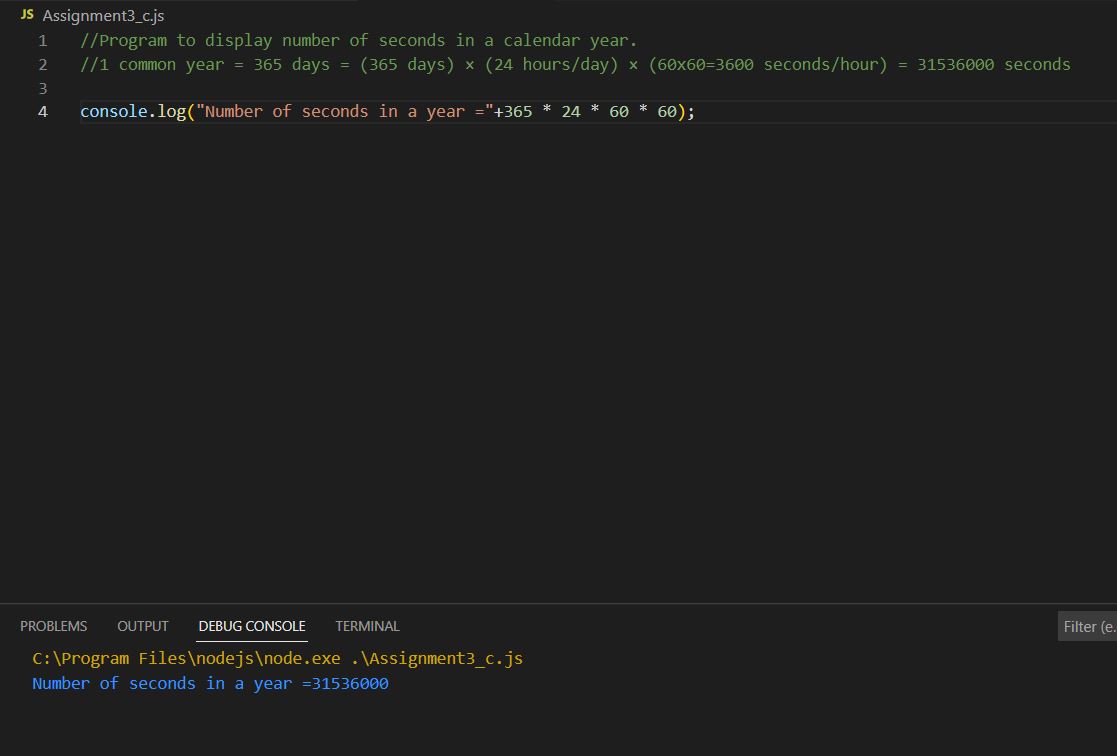 JS Assignment3_c.js
1 //Program to display number of seconds in a calendar year.
2 //1 common year = 365 days = (365 days) × (24 hours/day) × (60x60=3600 seconds/hour) = 31536000 seconds
3
4 console.log("Number of seconds in a year ="+365 * 24 * 60 * 60);
PROBLEMS OUTPUT DEBUG CONSOLE TERMINAL Filter (e.
C:\Program Files\nodejs\node.exe .\Assignment3_c.js
Number of seconds in a year =31536000